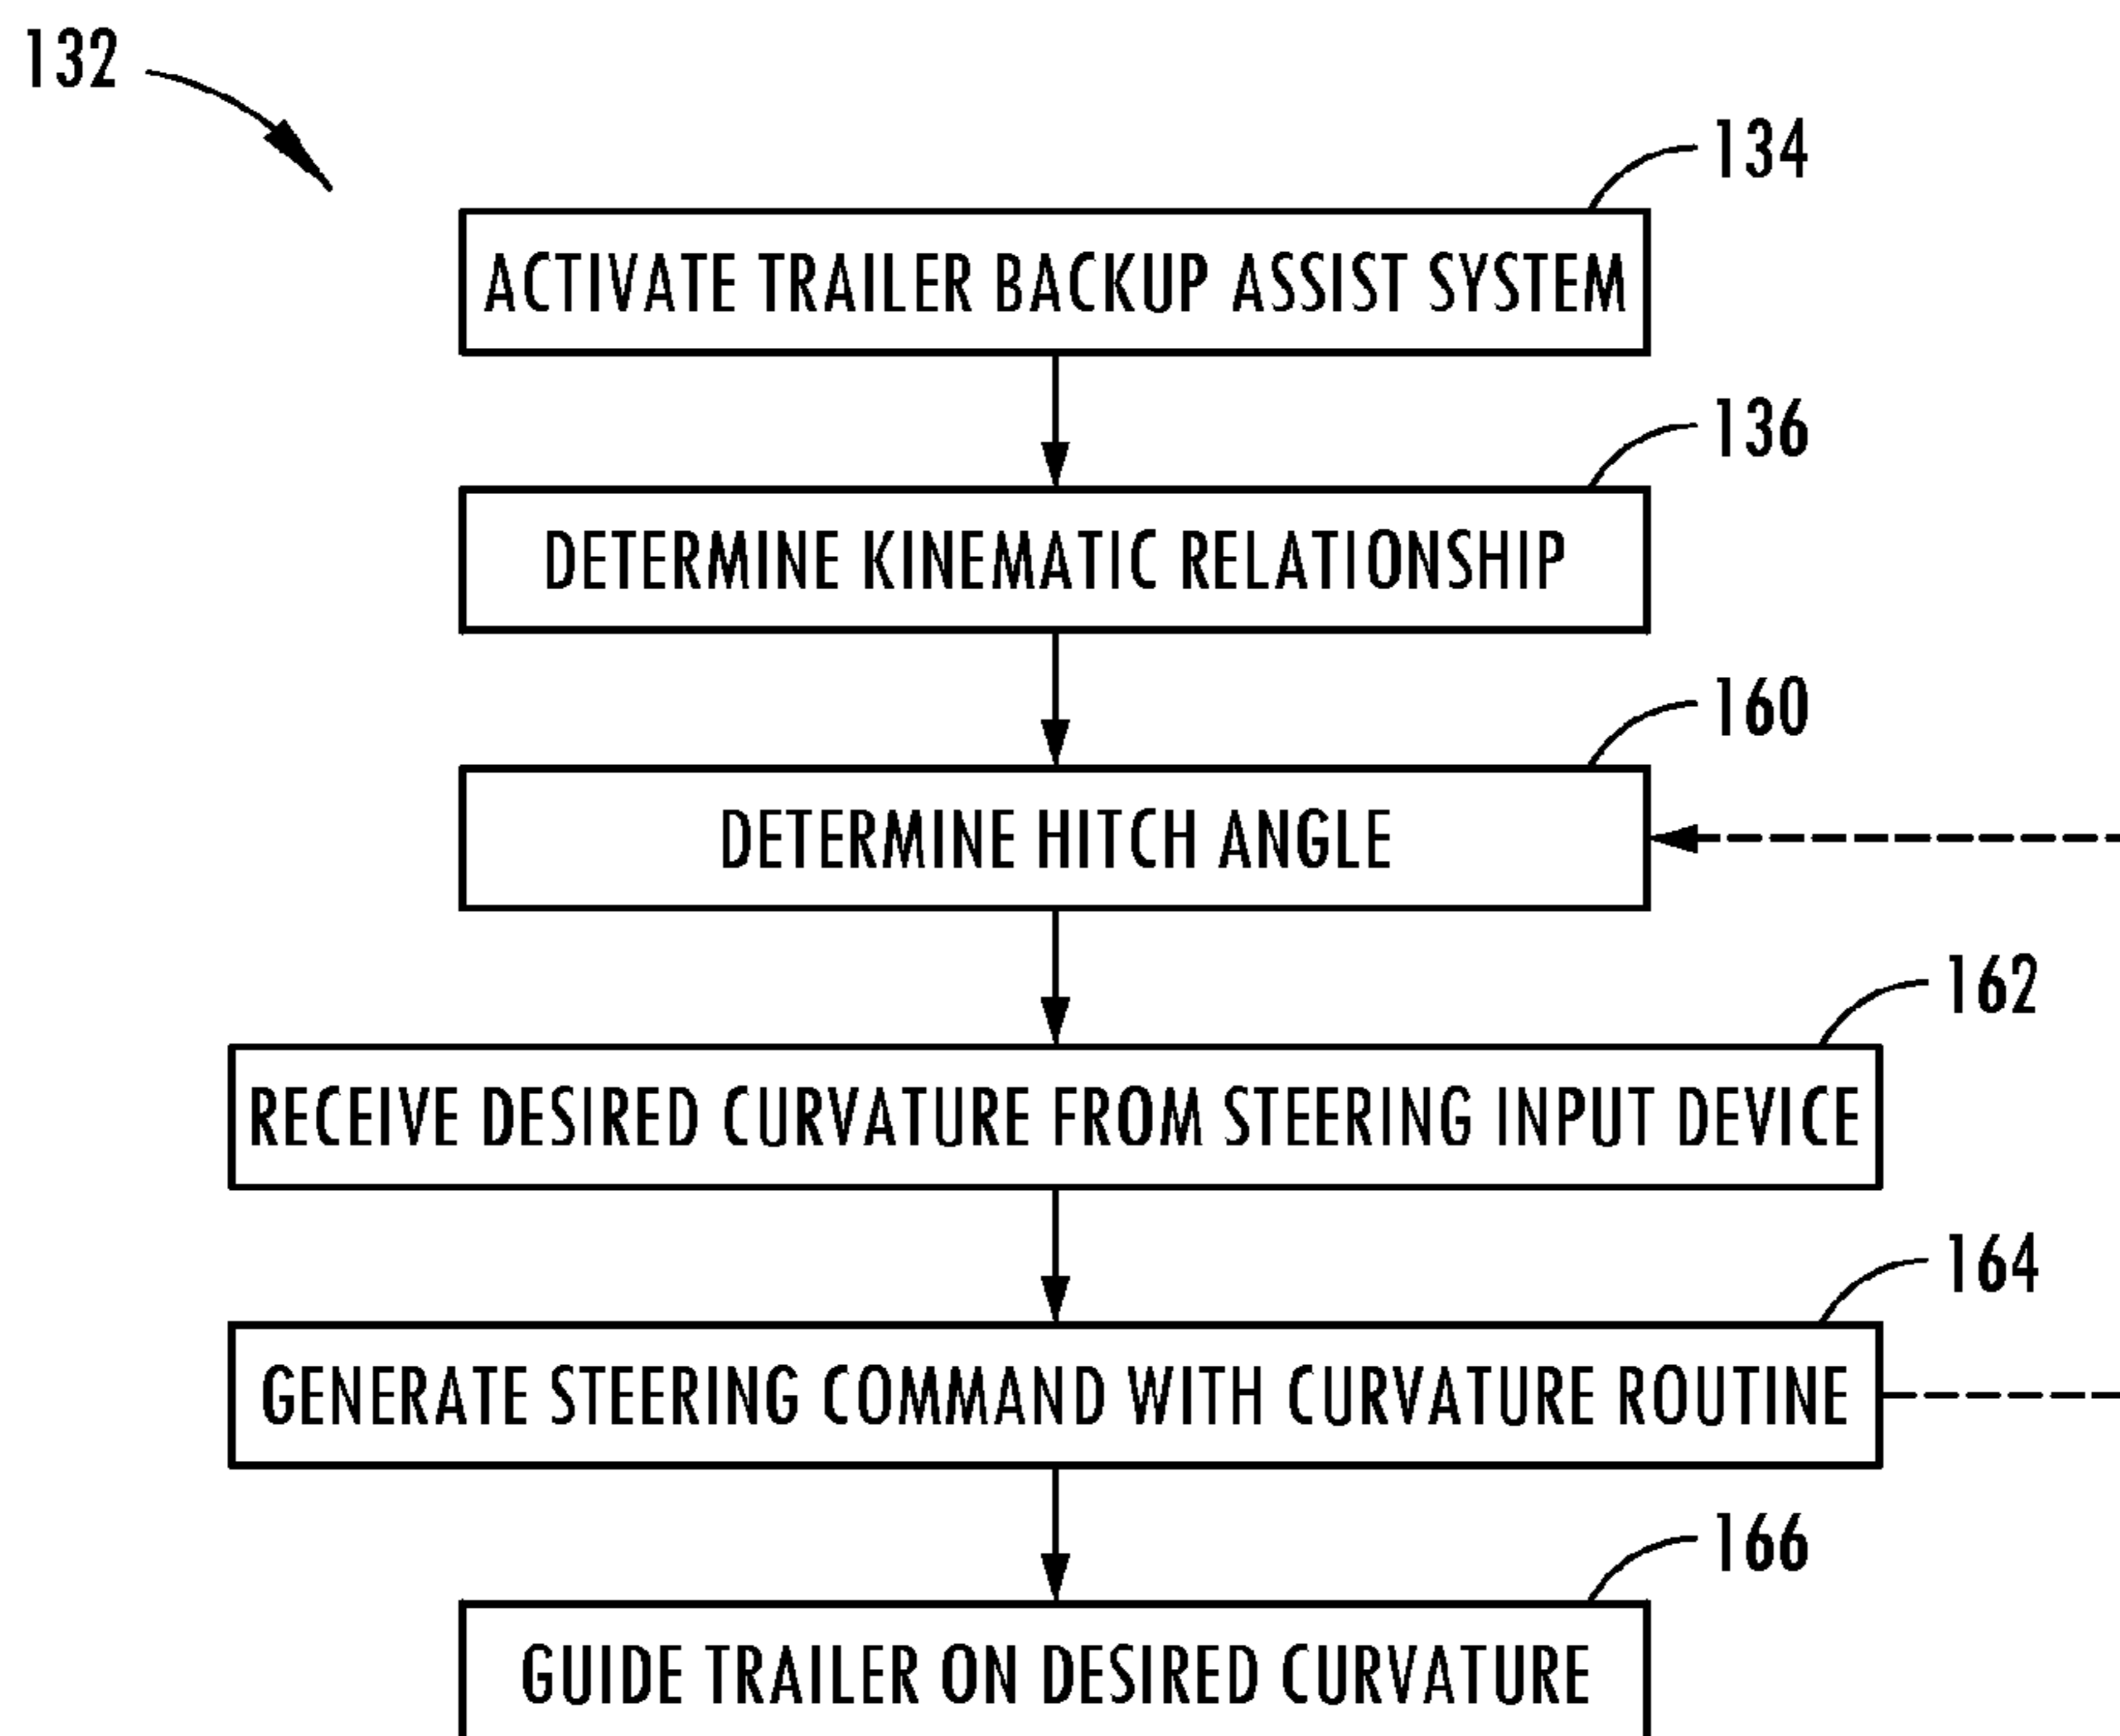 132
134
ACTIVATE TRAILER BACKUP ASSIST SYSTEM
136
DETERMINE KINEMATIC RELATIONSHIP
160
DETERMINE HITCH ANGLE
162
RECEIVE DESIRED CURVATURE FROM STEERING INPUT DEVICE
164
GENERATE STEERING COMMAND WITH CURVATURE ROUTINE
166
GUIDE TRAILER ON DESIRED CURVATURE